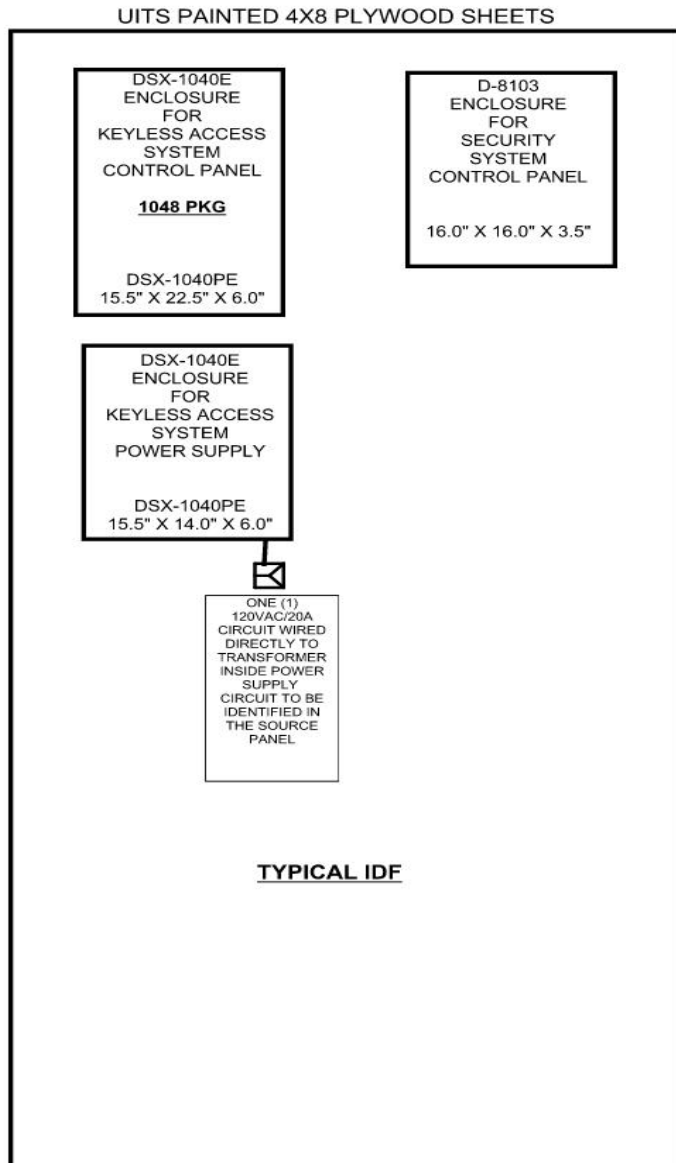 UITS PAINTED 4X8 PLYWOOD SHEETS
DSX-1040E
ENCLOSURE
FOR
KEYLESS ACCESS
SYSTEM
CONTROL PANEL
1048 PKG
DSX-1040PE
15.5" X 22.5" X 6.0"
D-8103
ENCLOSURE
FOR
SECURITY
SYSTEM
CONTROL PANEL
16.0" X 16.0" X 3.5"
DSX-1040E
ENCLOSURE
FOR
KEYLESS ACCESS
SYSTEM
POWER SUPPLY
DSX-1040PE
15.5" X 14.0" X 6.0"
ONE (1)
120VAC/20A
CIRCUIT WIRED
DIRECTLY TO
TRANSFORMER
INSIDE POWER
SUPPLY
CIRCUIT TO BE
IDENTIFIED IN
THE SOURCE
PANEL
TYPICAL IDF